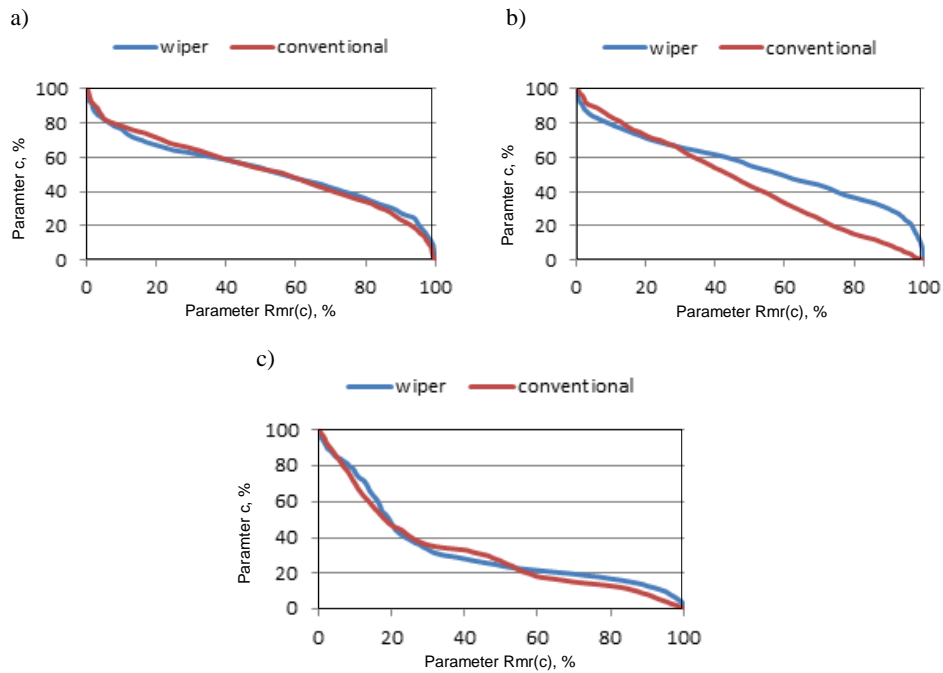 a)
wiper conventional
100
80
60
40
20
0
Paramter c, %
0 20 40 60 80 100
Parameter Rmr(c), %
b)
wiper conventional
100
80
60
40
20
0
Paramter c, %
0 20 40 60 80 100
Parameter Rmr(c), %
c)
wiper conventional
100
80
60
40
20
0
Paramter c, %
0 20 40 60 80 100
Parameter Rmr(c), %